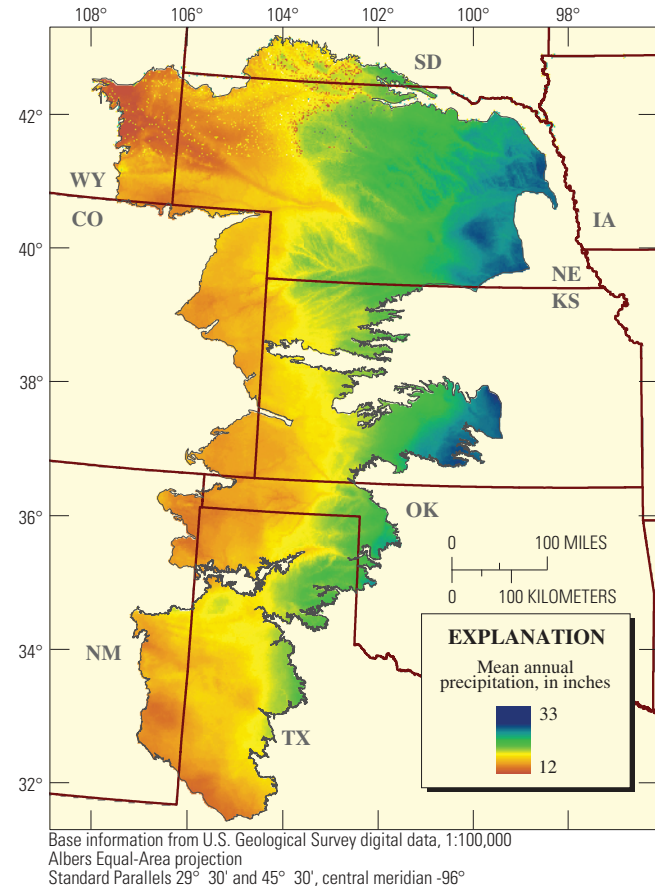 108° 106° 104° 102° 100° 98°
SD
42°
WY
CO
IA
40°
NE
KS
38°
36°
OK
0 100 MILES
0 100 KILOMETERS
34°
NM
TX
32°
EXPLANATION
Mean annual
precipitation, in inches
33
12
Base information from U.S. Geological Survey digital data, 1:100,000
Albers Equal-Area projection
Standard Parallels 29° 30' and 45° 30', central meridian -96°